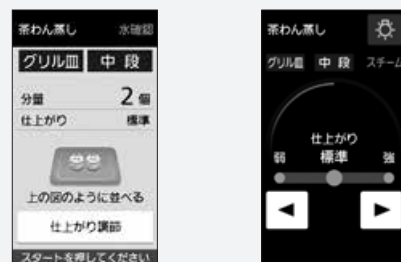 茶わん蒸し 水確認
グリル皿 中段
分量 2個
仕上がり 標準
上の図のように並べる
仕上がり調節
スタートを押してください
茶わん蒸し
グリル皿 中段 スチーム
仕上がり
弱 標準 強